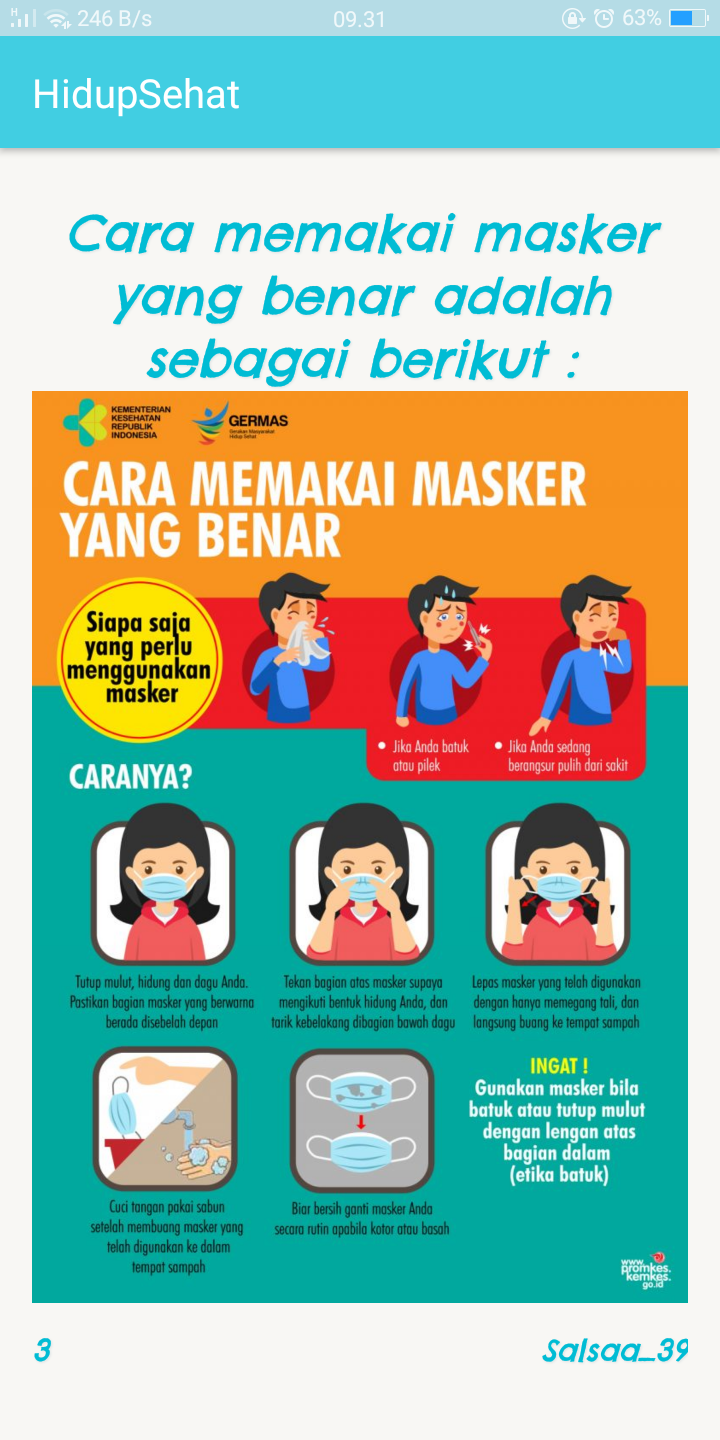 H
246 B/s
09.31
63%
HidupSehat
Cara memakai masker
yang benar adalah
sebagai berikut :
KEMENTERIAN
KESEHATAN
REPUBLIK
INDONESIA
GERMAS
Gerakan Masyarakat
Hidup Sehat
CARA MEMAKAI MASKER
YANG BENAR
Siapa saja
yang perlu
menggunakan
masker
• Jika Anda batuk
atau pilek
• Jika Anda sedang
berangsur pulih dari sakit
CARANYA?
Tutup mulut, hidung dan dagu Anda.
Pastikan bagian masker yang berwarna
berada disebelah depan
Tekan bagian atas masker supaya
mengikuti bentuk hidung Anda, dan
tarik kebelakang dibagian bawah dagu
Lepas masker yang telah digunakan
dengan hanya memegang tali, dan
langsung buang ke tempat sampah
Cuci tangan pakai sabun
setelah membuang masker yang
telah digunakan ke dalam
tempat sampah
Biar bersih ganti masker Anda
secara rutin apabila kotor atau basah
INGAT !
Gunakan masker bila
batuk atau tutup mulut
dengan lengan atas
bagian dalam
(etika batuk)
www.
promkes.
kemkes.
go.id
3
Salsaa_39